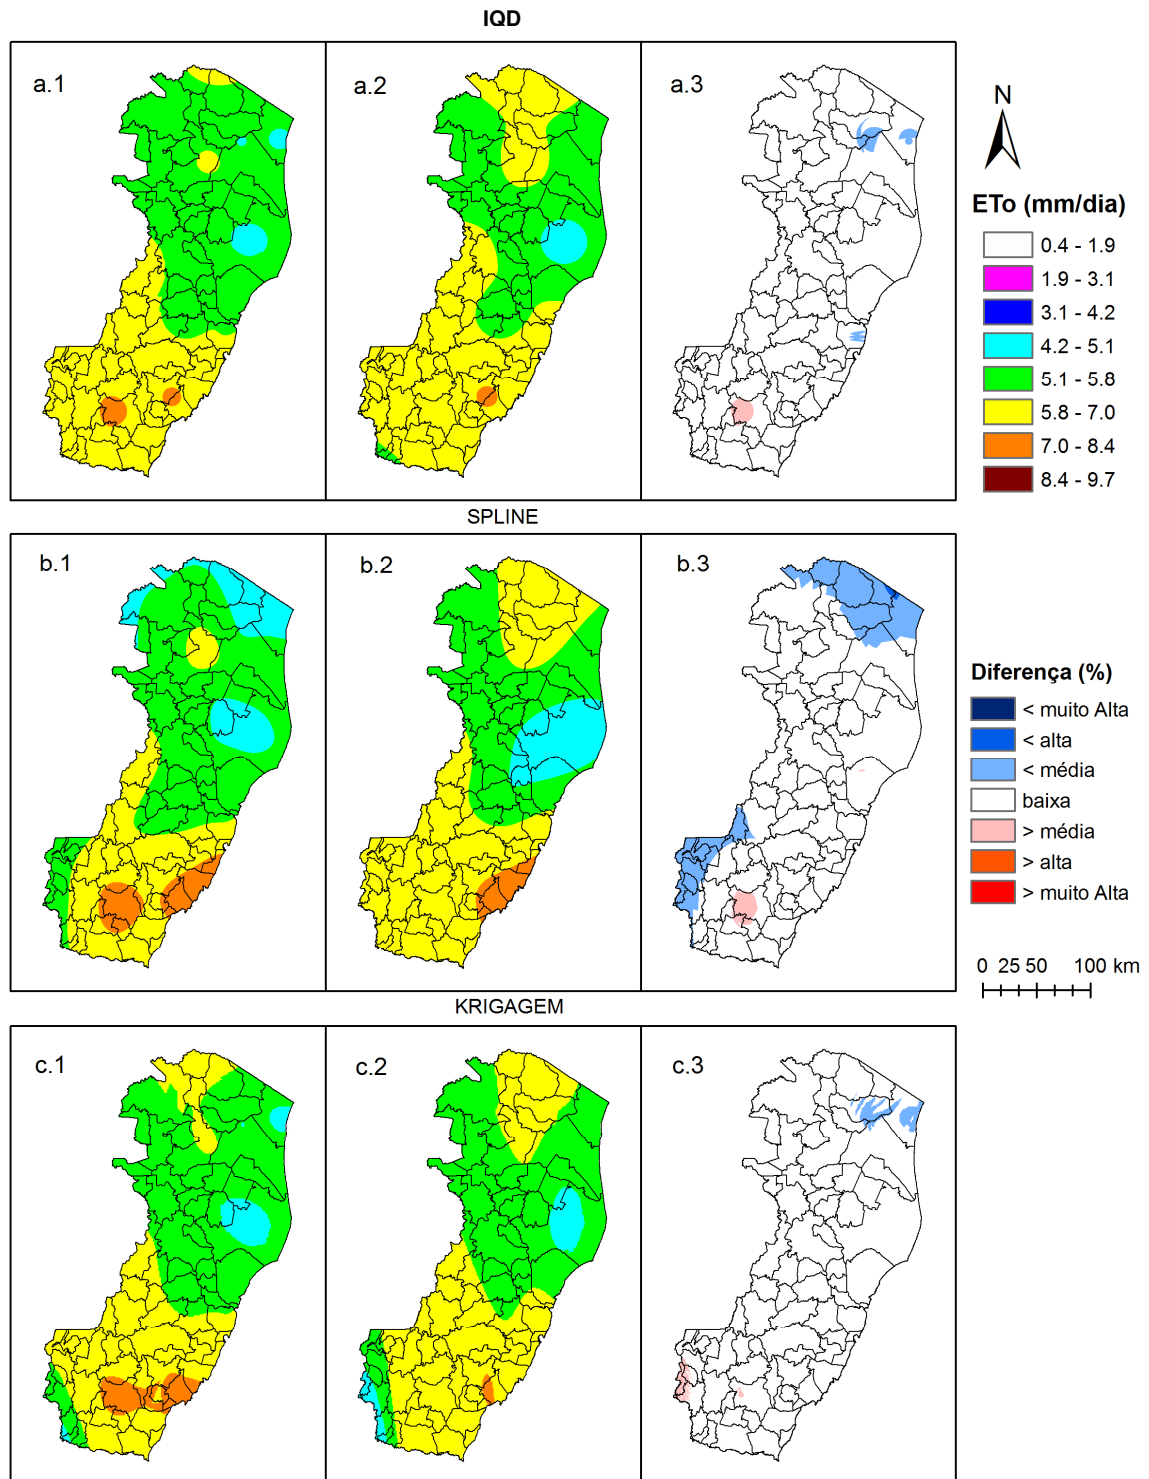 IQD
a.1
a.2
a.3
N
ETo (mm/dia)
0.4 - 1.9
1.9 - 3.1
3.1 - 4.2
4.2 - 5.1
5.1 - 5.8
5.8 - 7.0
7.0 - 8.4
8.4 - 9.7
SPLINE
b.1
b.2
b.3
Diferença (%)
< muito Alta
< alta
< média
baixa
> média
> alta
> muito Alta
0 25 50 100 km
KRIGAGEM
c.1
c.2
c.3